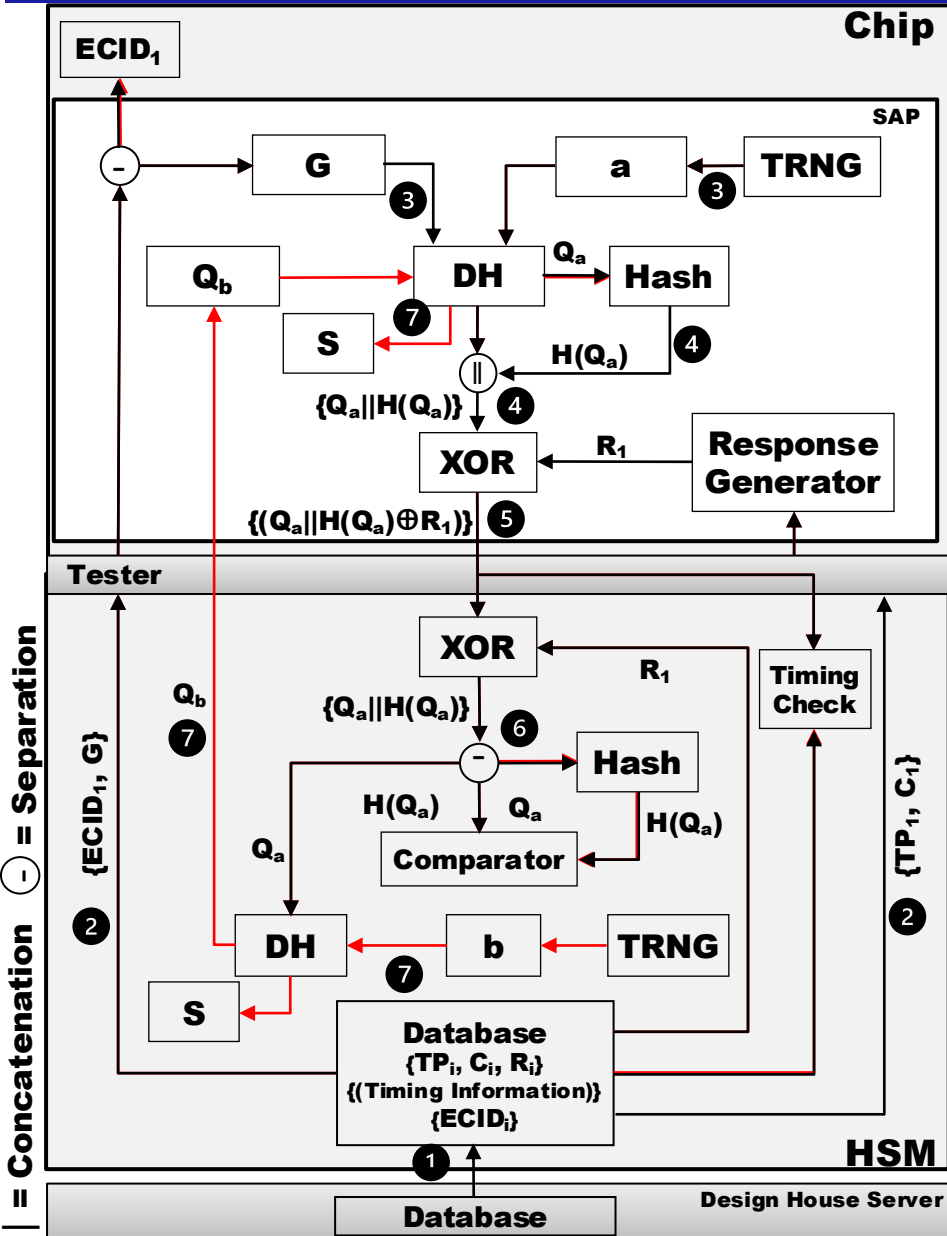 Chip
ECID₁
SAP
-
G
a
TRNG
3
3
Qₐ
Q_b
DH
Hash
7
S
4
H(Qₐ)
||
4
{Qₐ||H(Qₐ)}
XOR
R₁
Response
Generator
{(Qₐ||H(Qₐ)⊕R₁)}
5
Tester
XOR
R₁
Timing
Check
Q_b
{Qₐ||H(Qₐ)}
7
6
-
Hash
{ECID₁, G}
H(Qₐ)
Qₐ
H(Qₐ)
{TP₁, C₁}
Qₐ
Comparator
2
2
DH
b
TRNG
7
S
Database
{TPᵢ, Cᵢ, Rᵢ}
{(Timing Information)}
{ECIDᵢ}
1
HSM
Design House Server
Database
| = Concatenation - = Separation